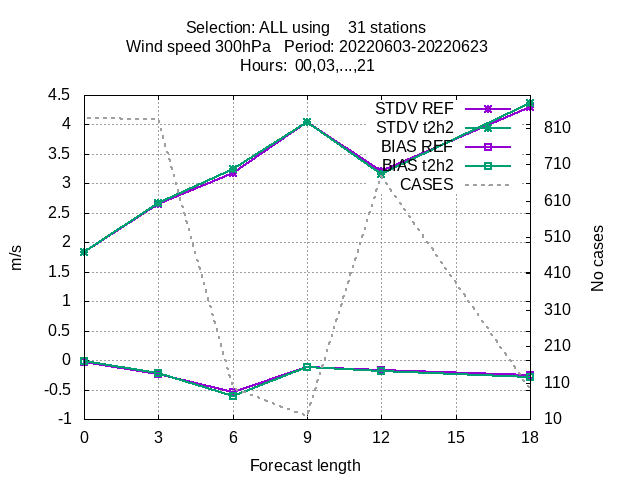 Selection: ALL using    31 stations
Wind speed 300hPa   Period: 20220603-20220623
Hours:  00,03,...,21
STDV REF
STDV t2h2
BIAS REF
BIAS t2h2
CASES
4.5
4
3.5
3
2.5
2
1.5
1
0.5
0
-0.5
-1
m/s
810
710
610
510
410
310
210
110
10
No cases
0 3 6 9 12 15 18
Forecast length